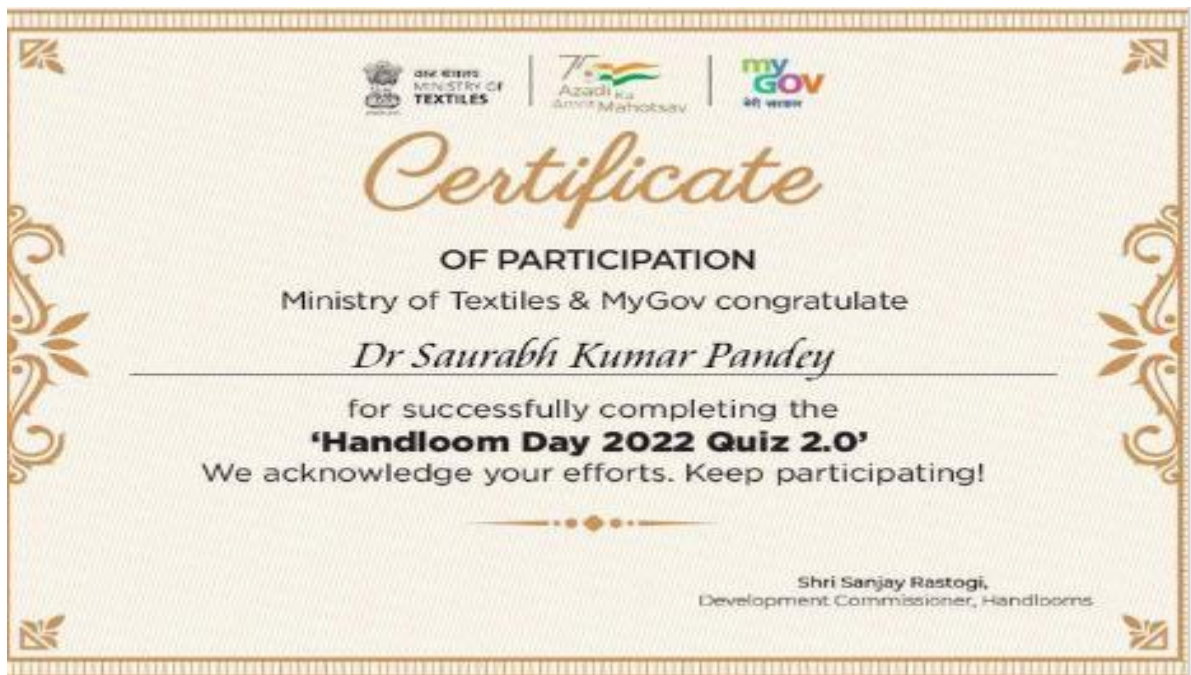 MINISTRY OF
TEXTILES
75
Azadi Ka
Amrit Mahotsav
my
GOV
मेरी सरकार
Certificate
OF PARTICIPATION
Ministry of Textiles & MyGov congratulate
Dr Saurabh Kumar Pandey
for successfully completing the
‘Handloom Day 2022 Quiz 2.0’
We acknowledge your efforts. Keep participating!
Shri Sanjay Rastogi,
Development Commissioner, Handlooms